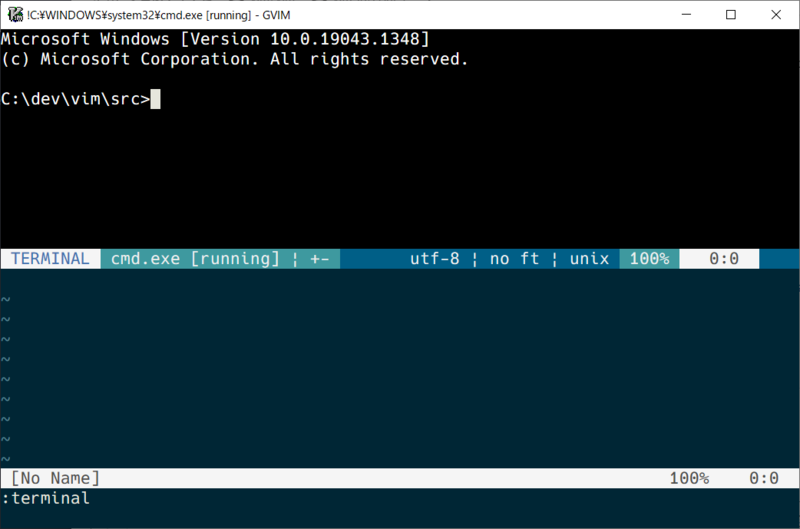 !C:¥WINDOWS¥system32¥cmd.exe [running] - GVIM
Microsoft Windows [Version 10.0.19043.1348]
(c) Microsoft Corporation. All rights reserved.
C:\dev\vim\src>
TERMINAL cmd.exe [running] ¦ +- utf-8 ¦ no ft ¦ unix 100% 0:0
~
~
~
~
~
~
~
~
~
[No Name] 100% 0:0
:terminal